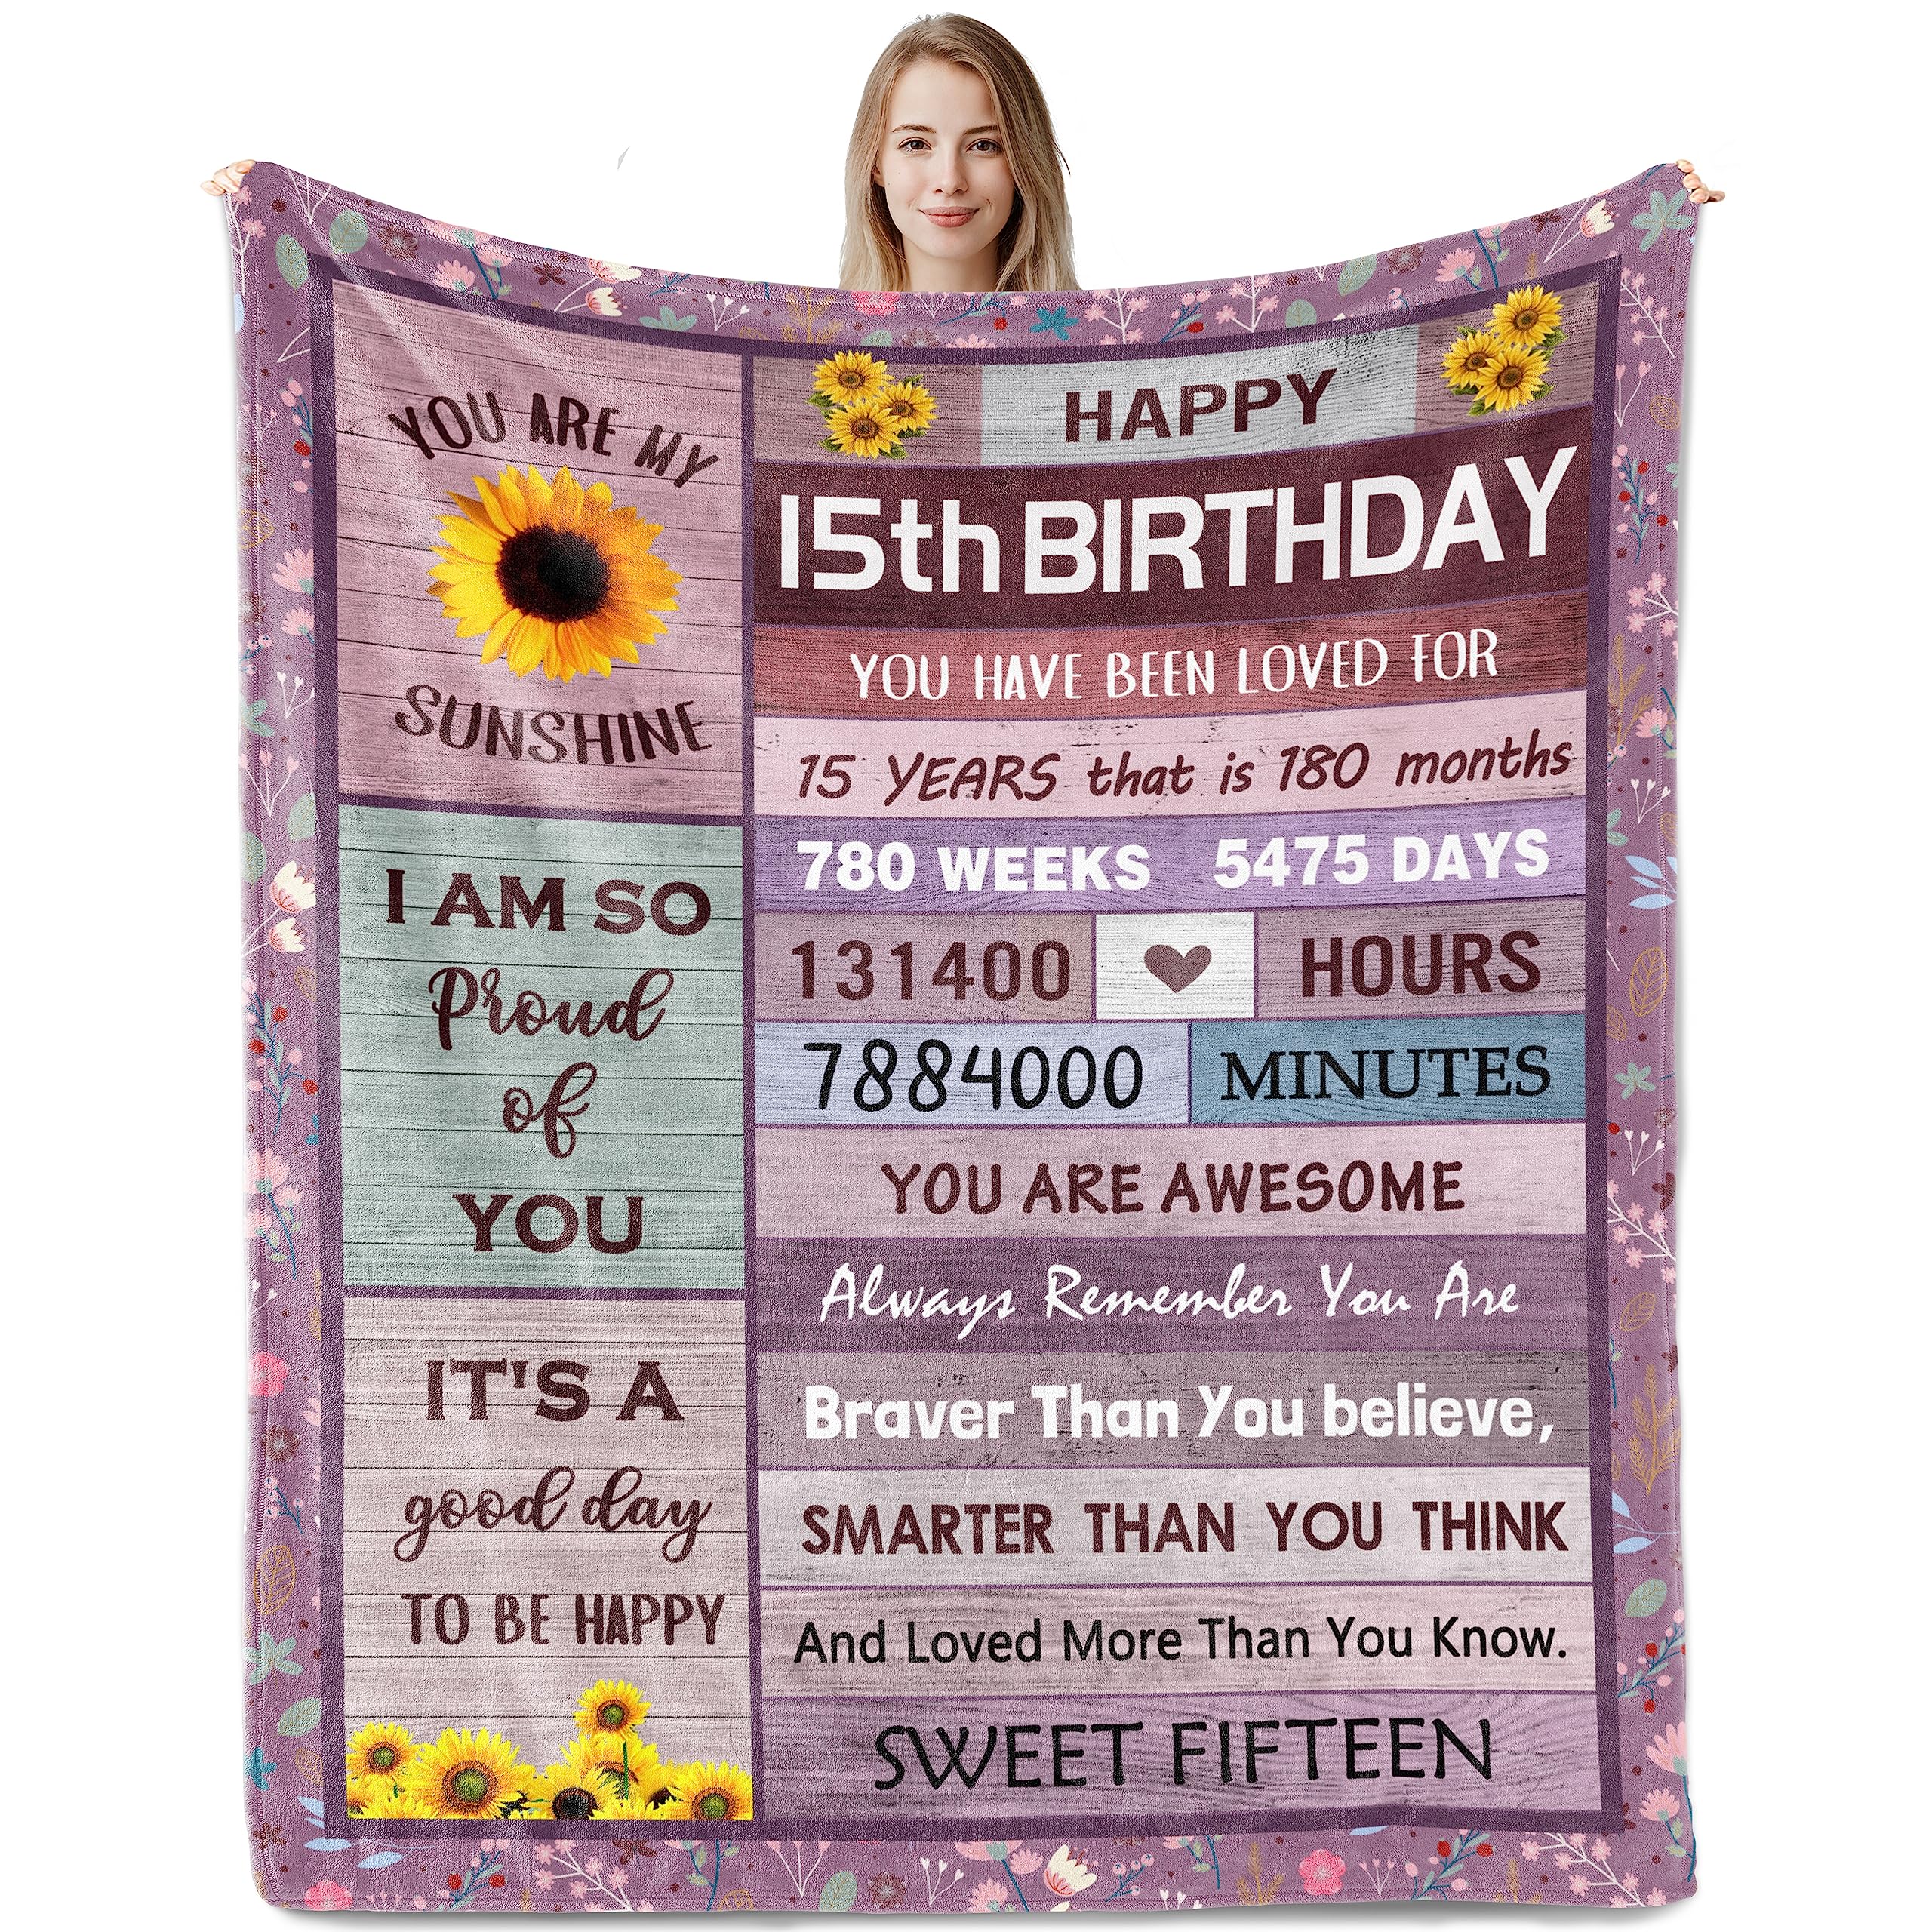 YOU ARE MY
SUNSHINE
I AM SO
Proud
of
YOU
IT'S A
good day
TO BE HAPPY
HAPPY
15th BIRTHDAY
YOU HAVE BEEN LOVED FOR
15 YEARS that is 180 months
780 WEEKS 5475 DAYS
131400 HOURS
7884000 MINUTES
YOU ARE AWESOME
Always Remember You Are
Braver Than You believe,
SMARTER THAN YOU THINK
And Loved More Than You Know.
SWEET FIFTEEN